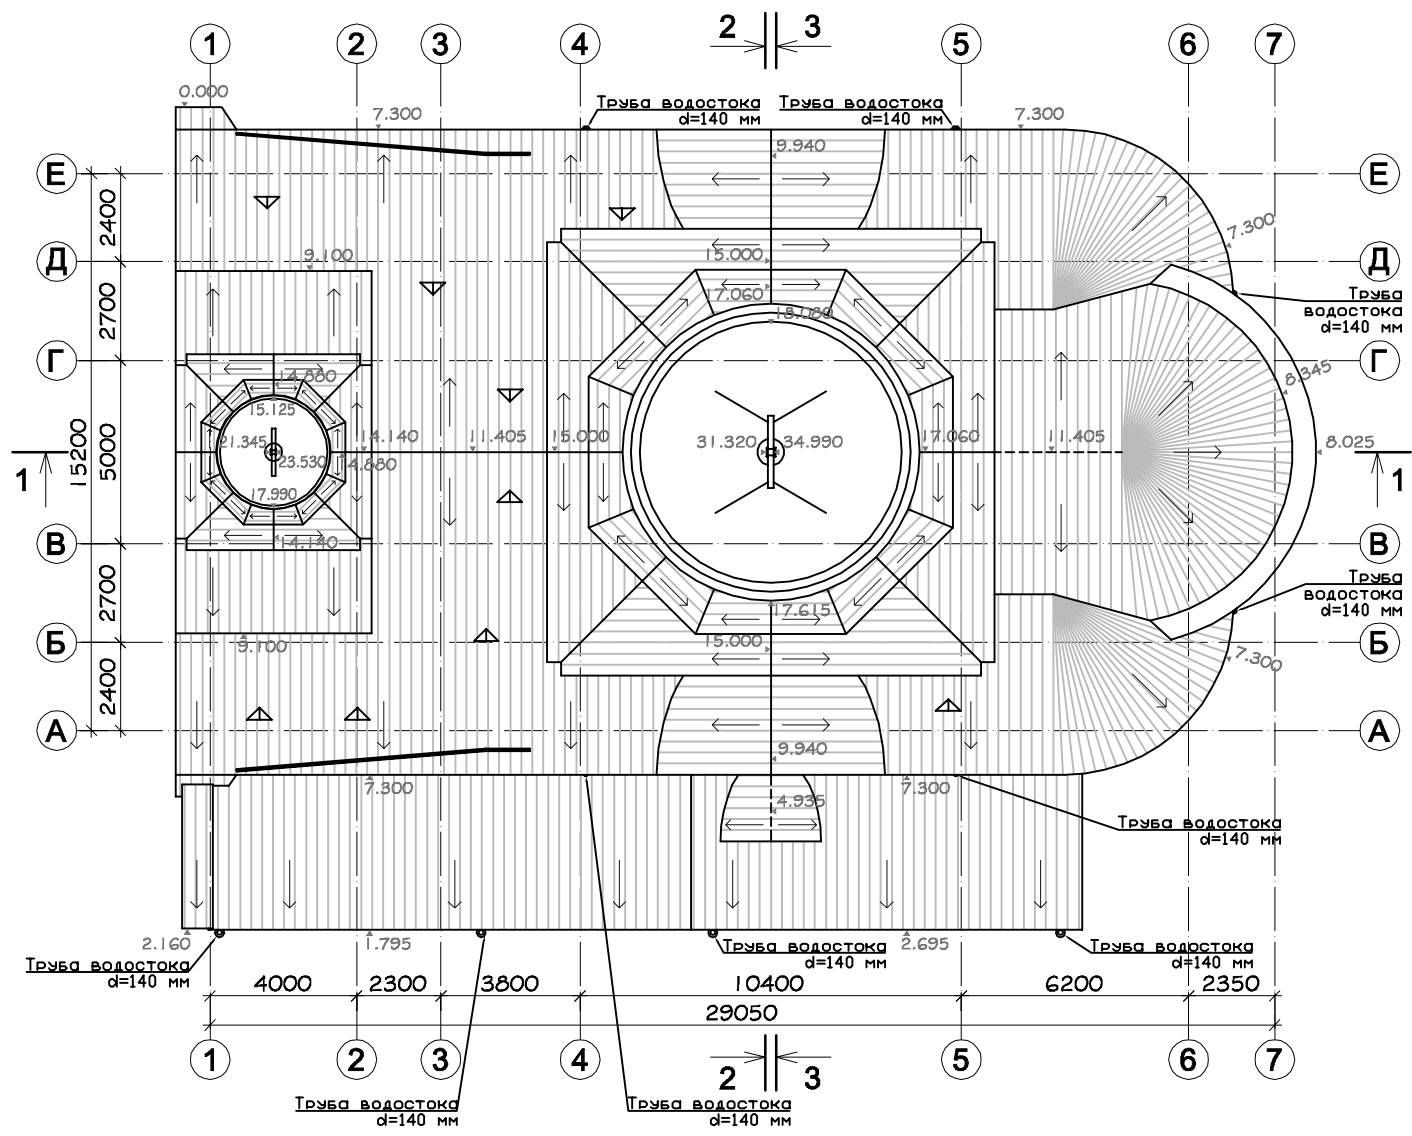 1 2 3 4 2 3 5 6 7
0.000
7.300
Труба водостока
d=140 мм
Труба водостока
d=140 мм
7.300
9.940
Е
Е
2400
7.300
Д
9.100
15.000
Д
17.060
2700
18.080
Труба
водостока
d=140 мм
Г
Г
14.880
8.345
15.125
15200
5000
21.345
14.140
11.405
15.000
31.320
34.990
17.060
11.405
8.025
23.530
14.880
1
1
17.990
14.140
В
В
2700
Труба
водостока
d=140 мм
17.615
9.100
15.000
Б
Б
7.300
2400
А
А
9.940
7.300
7.300
4.935
Труба водостока
d=140 мм
2.160
1.795
2.695
Труба водостока
d=140 мм
Труба водостока
d=140 мм
Труба водостока
d=140 мм
4000 2300 3800 10400 6200 2350
29050
1 2 3 4 2 3 5 6 7
Труба водостока
d=140 мм
Труба водостока
d=140 мм